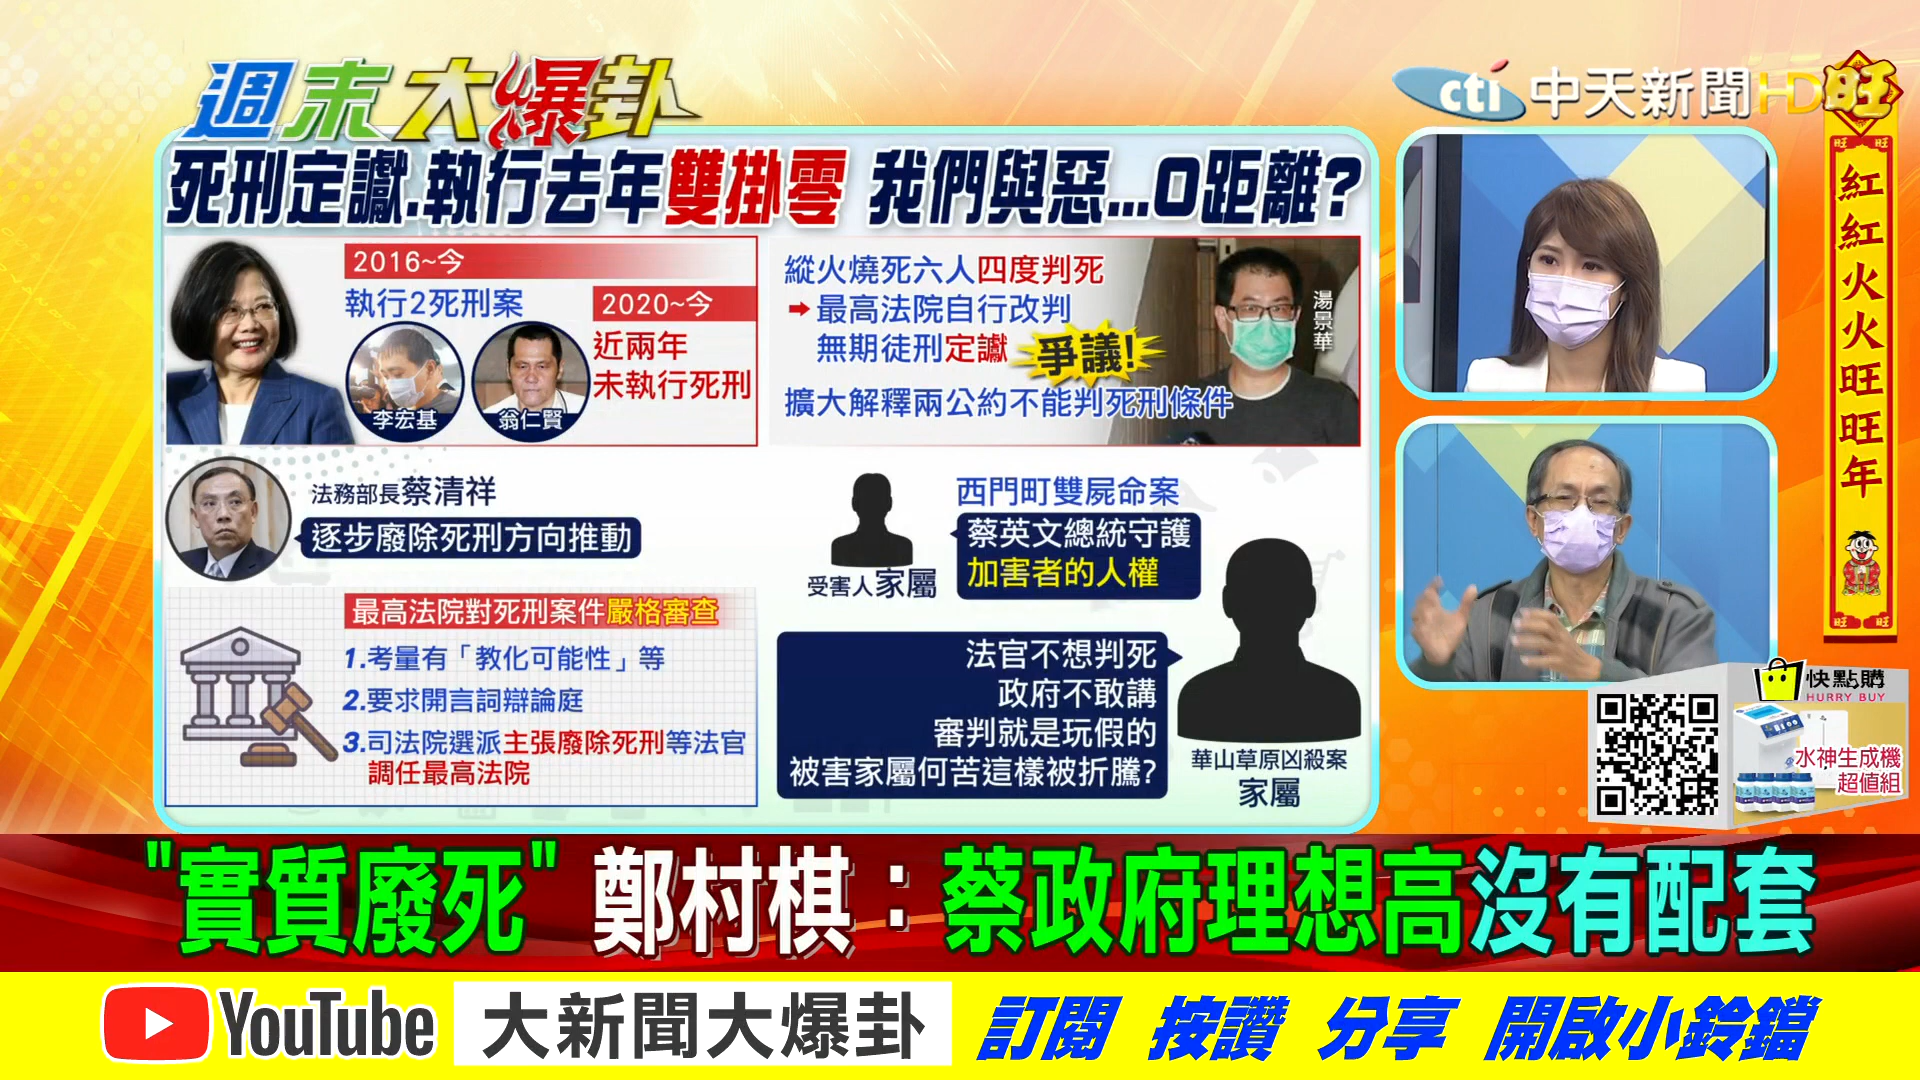 週末大爆卦
cti 中天新聞HD
旺
死刑定讞.執行去年雙掛零 我們與惡...0距離?
2016~今
執行2死刑案
李宏基
翁仁賢
2020~今
近兩年
未執行死刑
縱火燒死六人四度判死
➡最高法院自行改判
無期徒刑定讞
爭議!
擴大解釋兩公約不能判死刑條件
湯景華
法務部長蔡清祥
逐步廢除死刑方向推動
最高法院對死刑案件嚴格審查
1.考量有「教化可能性」等
2.要求開言詞辯論庭
3.司法院選派主張廢除死刑等法官
調任最高法院
西門町雙屍命案
蔡英文總統守護
加害者的人權
受害人家屬
法官不想判死
政府不敢講
審判就是玩假的
被害家屬何苦這樣被折騰?
華山草原凶殺案
家屬
旺 旺
紅紅火火旺旺年
旺 旺
快點購
HURRY BUY
水神生成機
超值組
"實質廢死" 鄭村棋：蔡政府理想高沒有配套
YouTube 大新聞大爆卦 訂閱 按讚 分享 開啟小鈴鐺